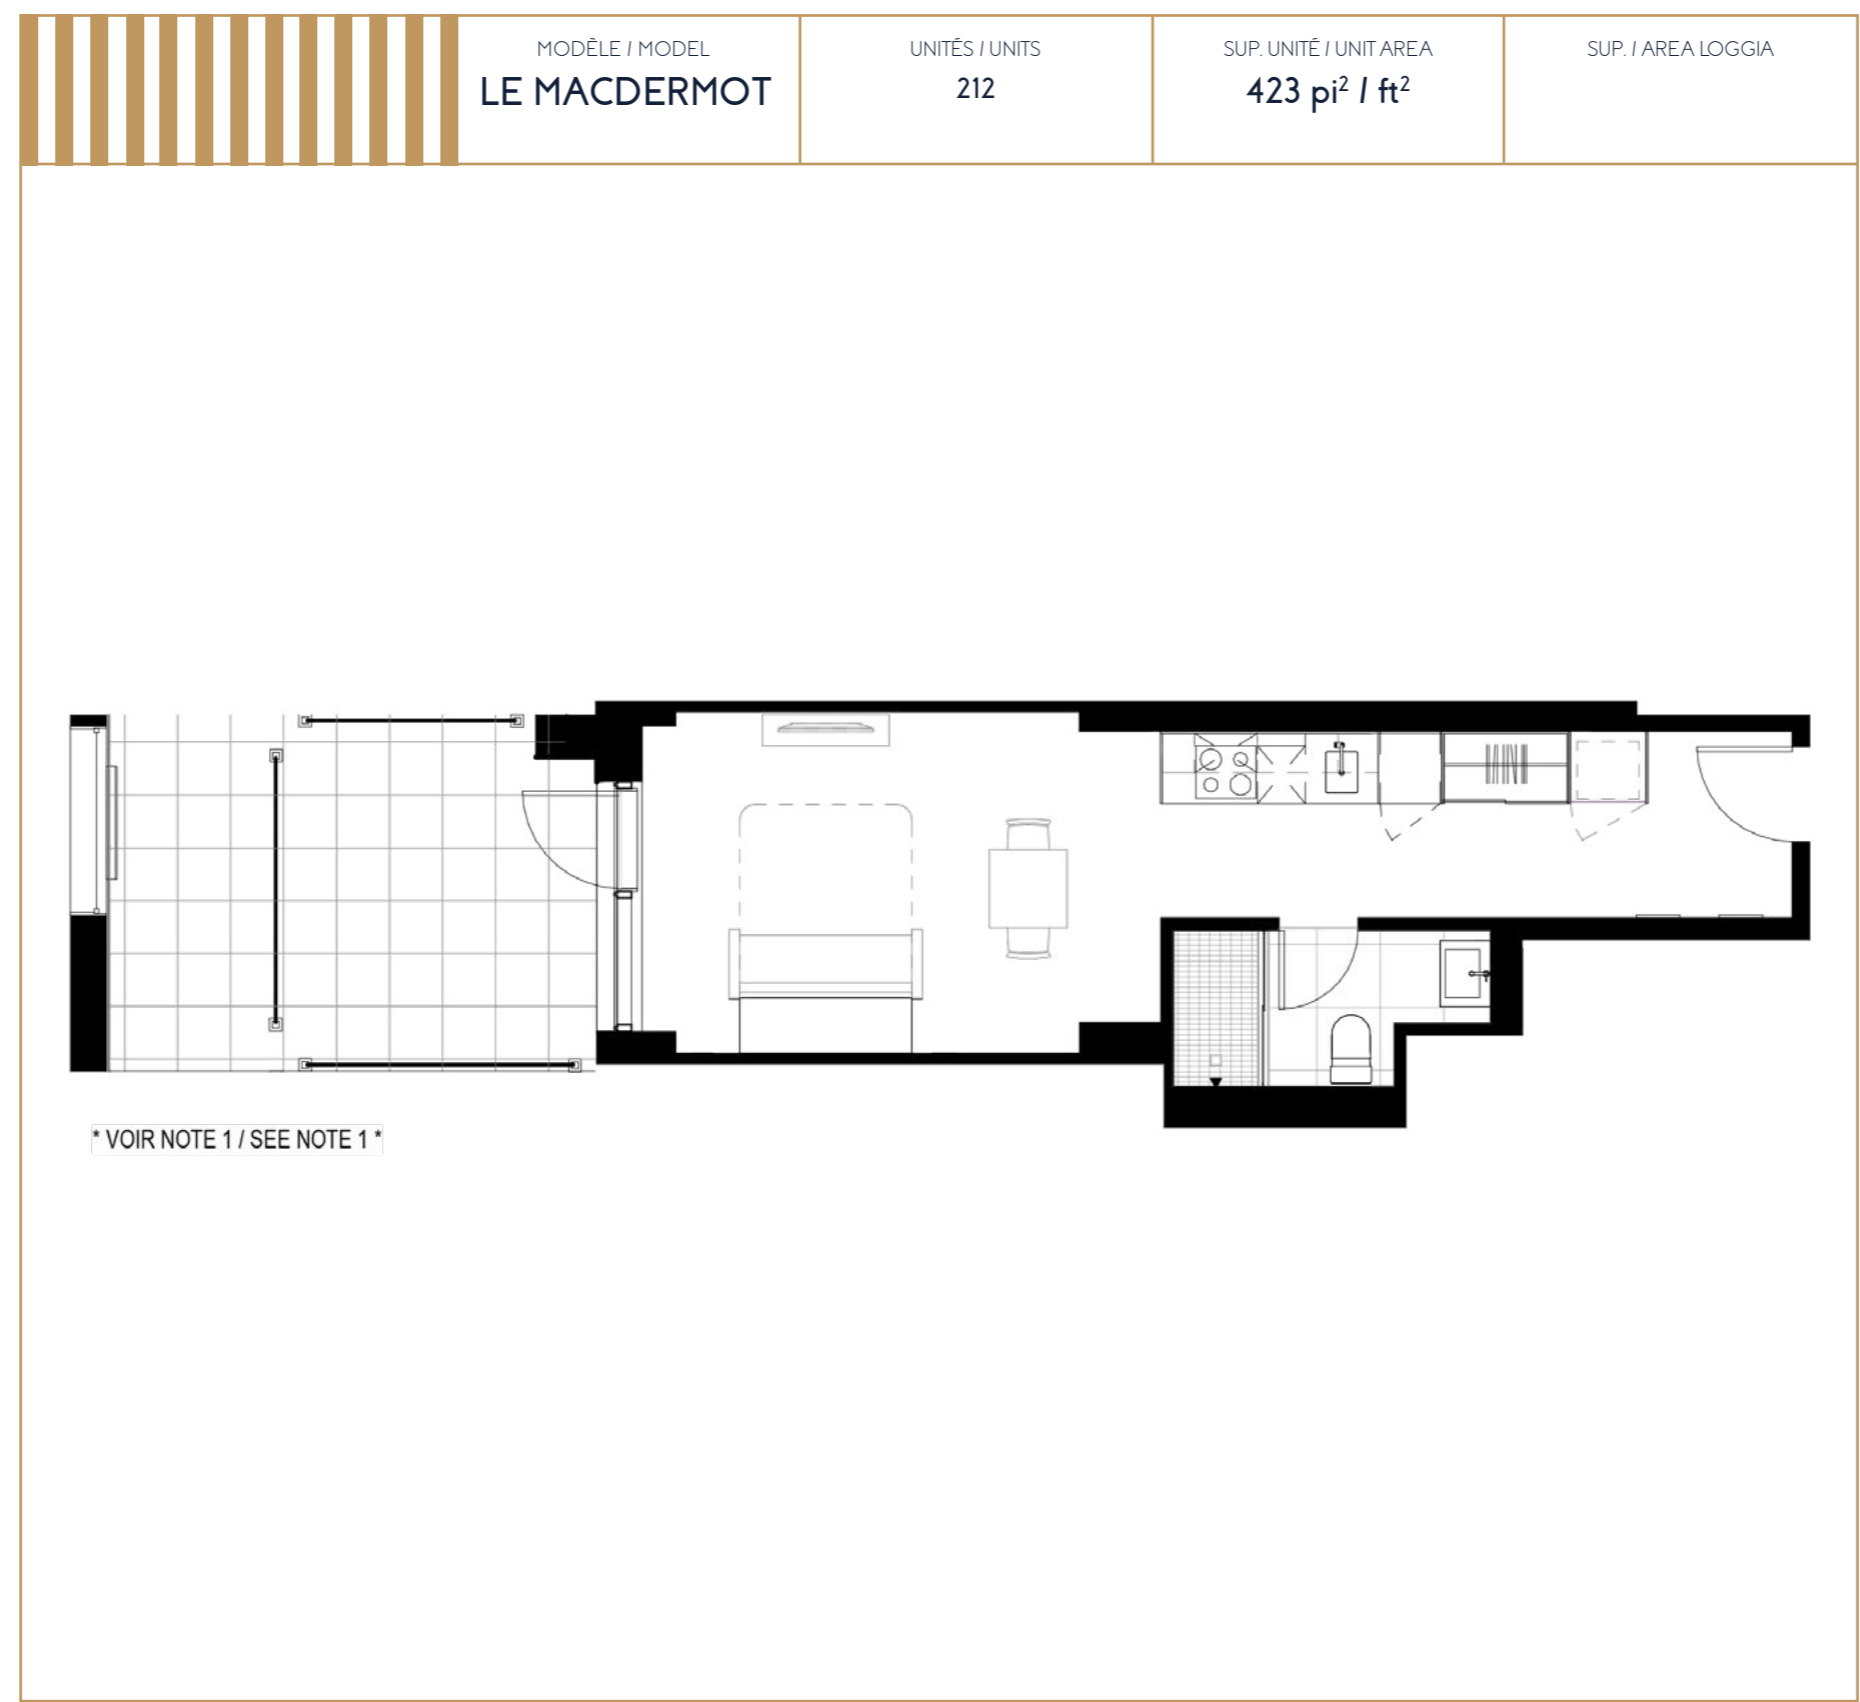 MODÈLE / MODEL
LE MACDERMOT
UNITÉS / UNITS
212
SUP. UNITÉ / UNIT AREA
423 pi² / ft²
SUP. / AREA LOGGIA
* VOIR NOTE 1 / SEE NOTE 1 *